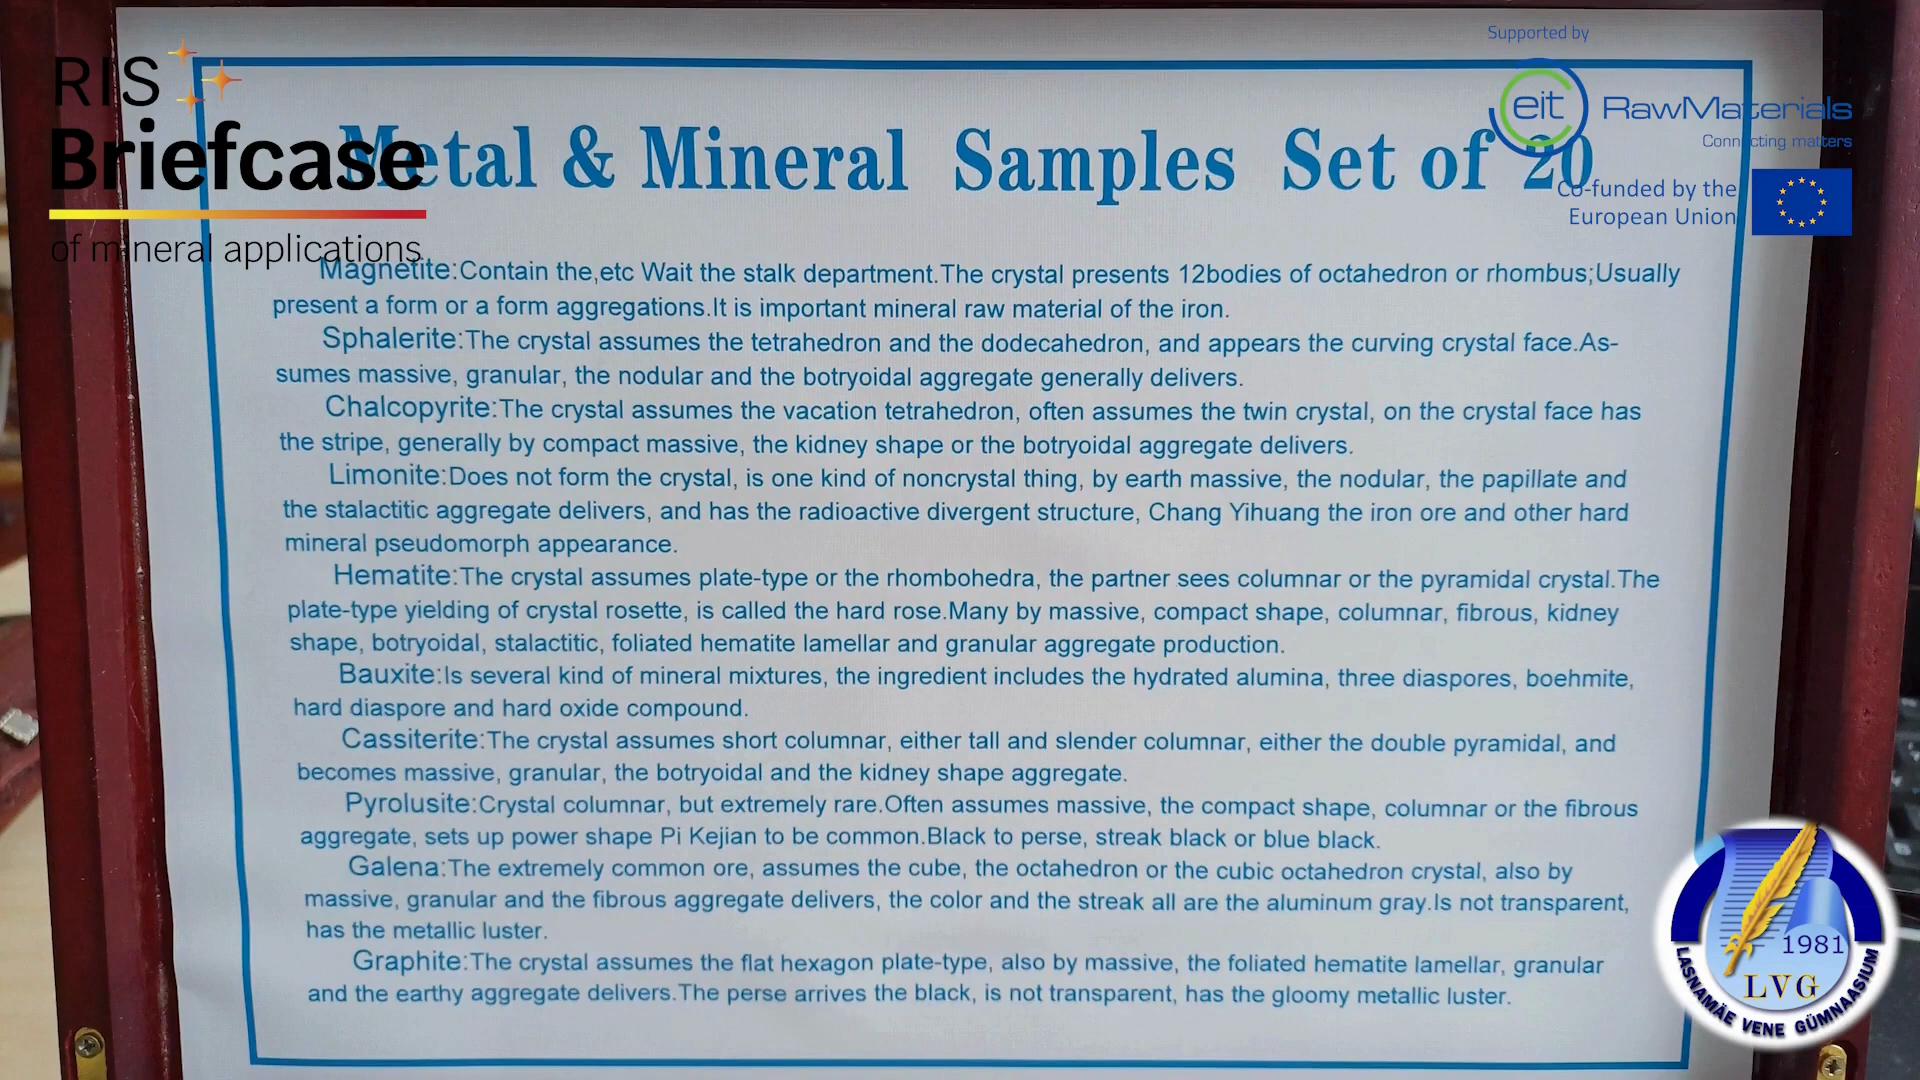 RIS
Briefcase
of mineral applications
Supported by
eit RawMaterials
Connecting matters
Co-funded by the
European Union
Metal & Mineral Samples Set of 20
Magnetite:Contain the,etc Wait the stalk department.The crystal presents 12bodies of octahedron or rhombus;Usually
present a form or a form aggregations.It is important mineral raw material of the iron.
Sphalerite:The crystal assumes the tetrahedron and the dodecahedron, and appears the curving crystal face.As-
sumes massive, granular, the nodular and the botryoidal aggregate generally delivers.
Chalcopyrite:The crystal assumes the vacation tetrahedron, often assumes the twin crystal, on the crystal face has
the stripe, generally by compact massive, the kidney shape or the botryoidal aggregate delivers.
Limonite:Does not form the crystal, is one kind of noncrystal thing, by earth massive, the nodular, the papillate and
the stalactitic aggregate delivers, and has the radioactive divergent structure, Chang Yihuang the iron ore and other hard
mineral pseudomorph appearance.
Hematite:The crystal assumes plate-type or the rhombohedra, the partner sees columnar or the pyramidal crystal.The
plate-type yielding of crystal rosette, is called the hard rose.Many by massive, compact shape, columnar, fibrous, kidney
shape, botryoidal, stalactitic, foliated hematite lamellar and granular aggregate production.
Bauxite:Is several kind of mineral mixtures, the ingredient includes the hydrated alumina, three diaspores, boehmite,
hard diaspore and hard oxide compound.
Cassiterite:The crystal assumes short columnar, either tall and slender columnar, either the double pyramidal, and
becomes massive, granular, the botryoidal and the kidney shape aggregate.
Pyrolusite:Crystal columnar, but extremely rare.Often assumes massive, the compact shape, columnar or the fibrous
aggregate, sets up power shape Pi Kejian to be common.Black to perse, streak black or blue black.
Galena:The extremely common ore, assumes the cube, the octahedron or the cubic octahedron crystal, also by
massive, granular and the fibrous aggregate delivers, the color and the streak all are the aluminum gray.Is not transparent,
has the metallic luster.
Graphite:The crystal assumes the flat hexagon plate-type, also by massive, the foliated hematite lamellar, granular
and the earthy aggregate delivers.The perse arrives the black, is not transparent, has the gloomy metallic luster.
1981
LVG
LASNAMÄE VENE GÜMNAASIUM